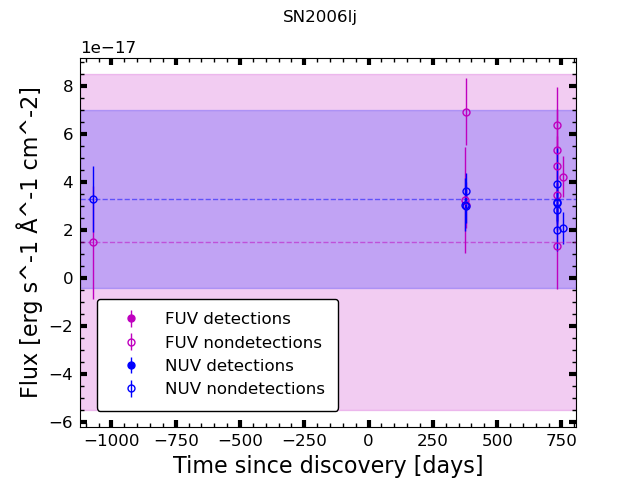 SN2006lj
1e−17
8
6
4
2
0
−2
−4
−6
Flux [erg s^-1 Å^-1 cm^-2]
FUV detections
FUV nondetections
NUV detections
NUV nondetections
−1000 −750 −500 −250 0 250 500 750
Time since discovery [days]